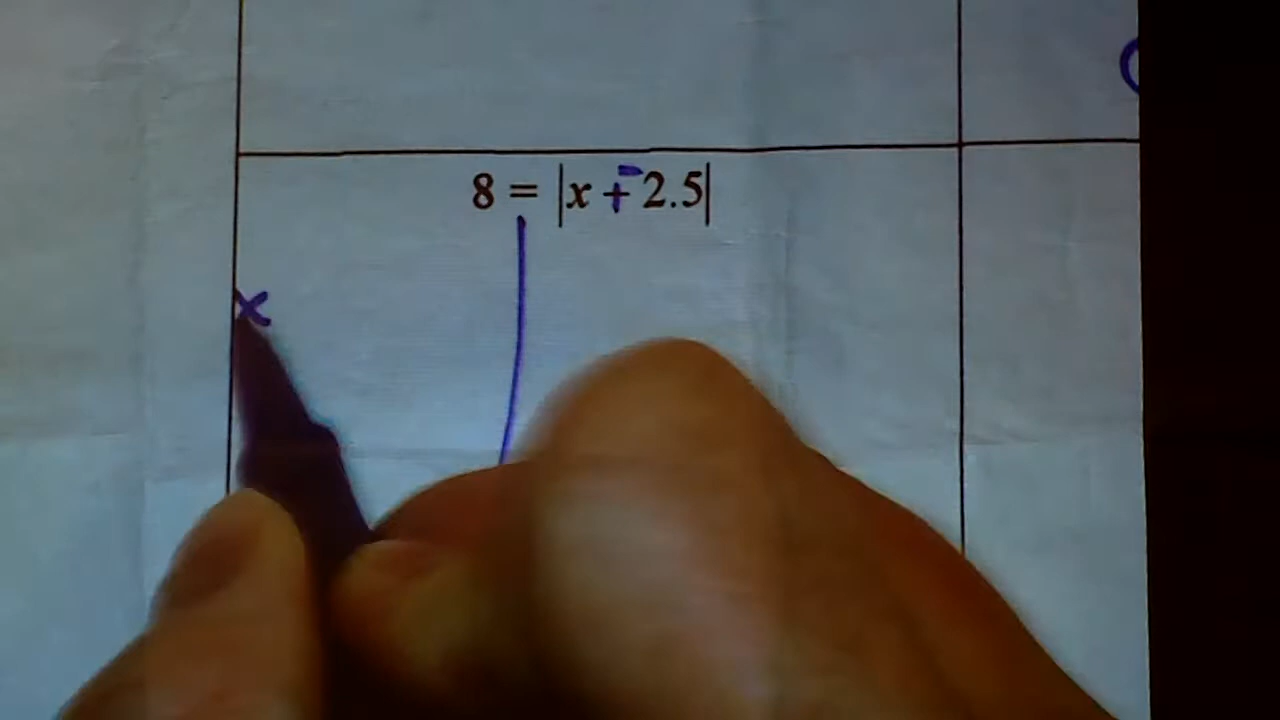 8 = |x + ⁻2.5|
x